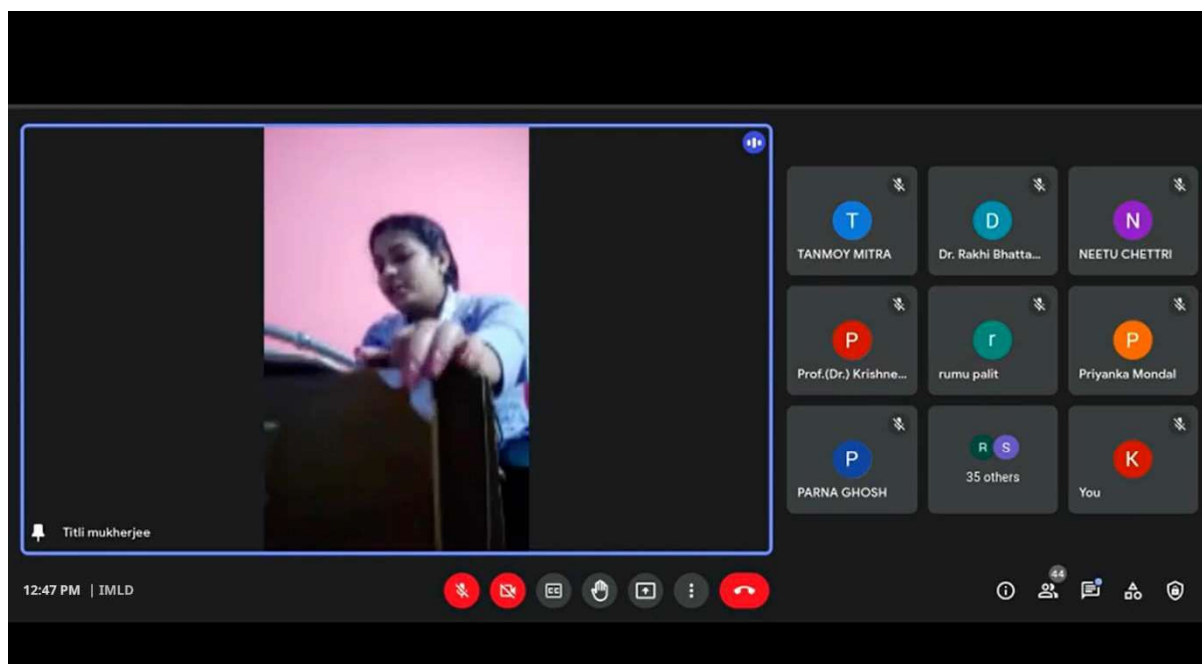 T
TANMOY MITRA
D
Dr. Rakhi Bhatta...
N
NEETU CHETTRI
P
Prof.(Dr.) Krishne...
r
rumu palit
P
Priyanka Mondal
P
PARNA GHOSH
R S
35 others
K
You
Titli mukherjee
12:47 PM | IMLD
CC
44